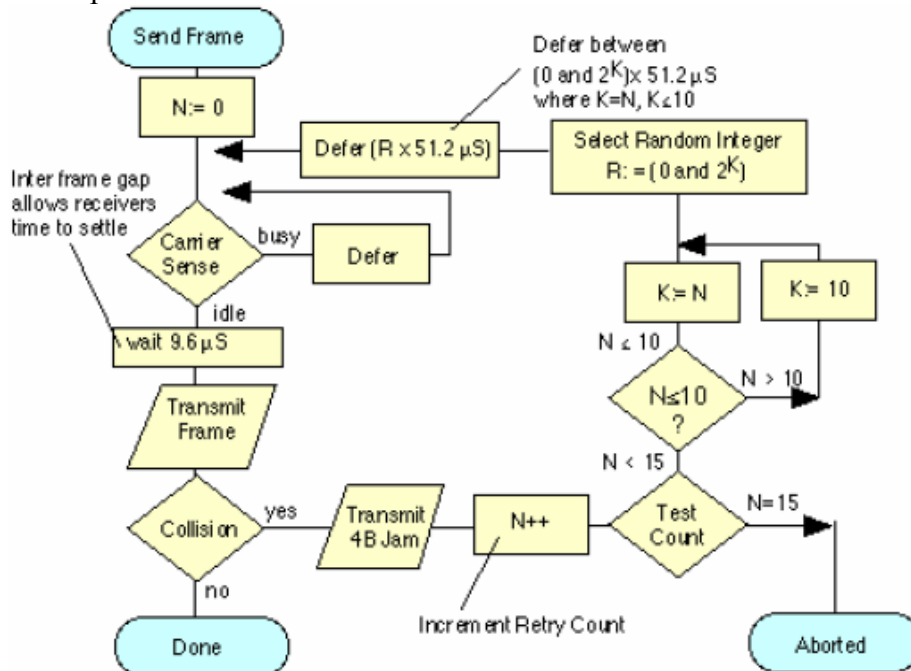 Send Frame
N:= 0
Defer between
(0 and 2^K) x 51.2 µS
where K=N, K≤10
Defer (R x 51.2 µS)
Select Random Integer
R: = (0 and 2^K)
Inter frame gap
allows receivers
time to settle
Carrier
Sense
busy
Defer
idle
wait 9.6 µS
K:= N
K:= 10
N ≤ 10
N≤10
?
N > 10
Transmit
Frame
N < 15
Collision
yes
Transmit
4B Jam
N++
Test
Count
N=15
no
Increment Retry Count
Done
Aborted